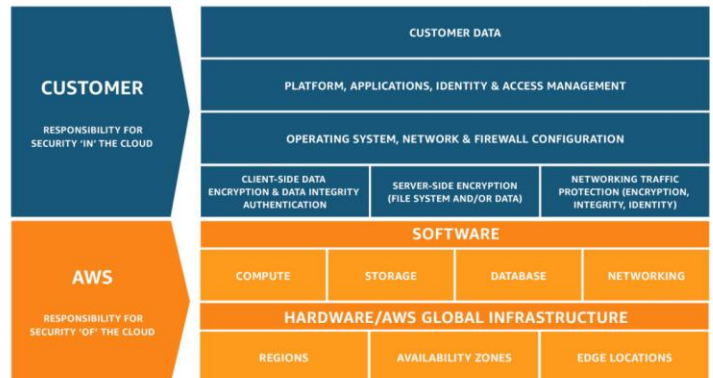 CUSTOMER
RESPONSIBILITY FOR
SECURITY 'IN' THE CLOUD
CUSTOMER DATA
PLATFORM, APPLICATIONS, IDENTITY & ACCESS MANAGEMENT
OPERATING SYSTEM, NETWORK & FIREWALL CONFIGURATION
CLIENT-SIDE DATA
ENCRYPTION & DATA INTEGRITY
AUTHENTICATION
SERVER-SIDE ENCRYPTION
(FILE SYSTEM AND/OR DATA)
NETWORKING TRAFFIC
PROTECTION (ENCRYPTION,
INTEGRITY, IDENTITY)
AWS
RESPONSIBILITY FOR
SECURITY 'OF' THE CLOUD
SOFTWARE
COMPUTE
STORAGE
DATABASE
NETWORKING
HARDWARE/AWS GLOBAL INFRASTRUCTURE
REGIONS
AVAILABILITY ZONES
EDGE LOCATIONS